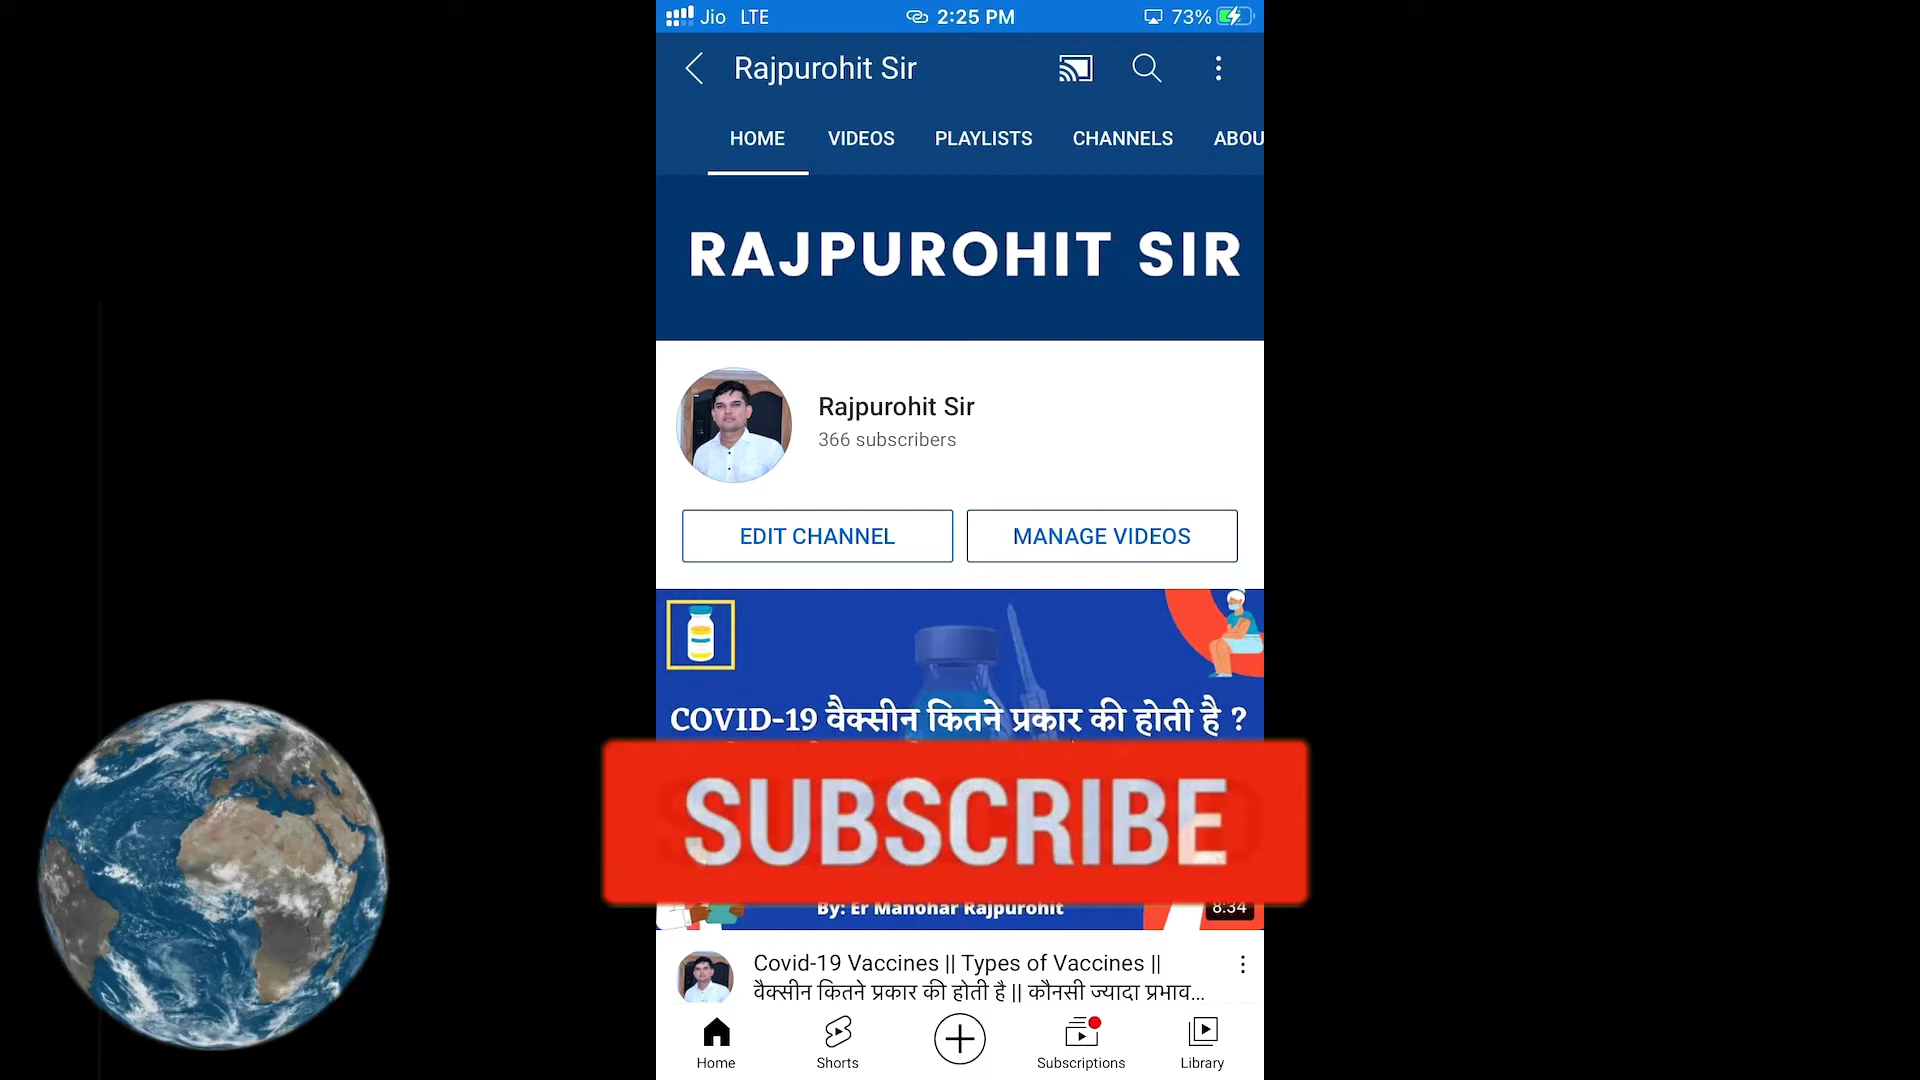 Jio LTE 2:25 PM 73%
Rajpurohit Sir
HOME VIDEOS PLAYLISTS CHANNELS ABOU
RAJPUROHIT SIR
Rajpurohit Sir
366 subscribers
EDIT CHANNEL MANAGE VIDEOS
COVID-19 वैक्सीन कितने प्रकार की होती है ?
SUBSCRIBE
By: Er Manohar Rajpurohit
8:34
Covid-19 Vaccines || Types of Vaccines ||
वैक्सीन कितने प्रकार की होती है || कौनसी ज्यादा प्रभाव...
Home Shorts Subscriptions Library